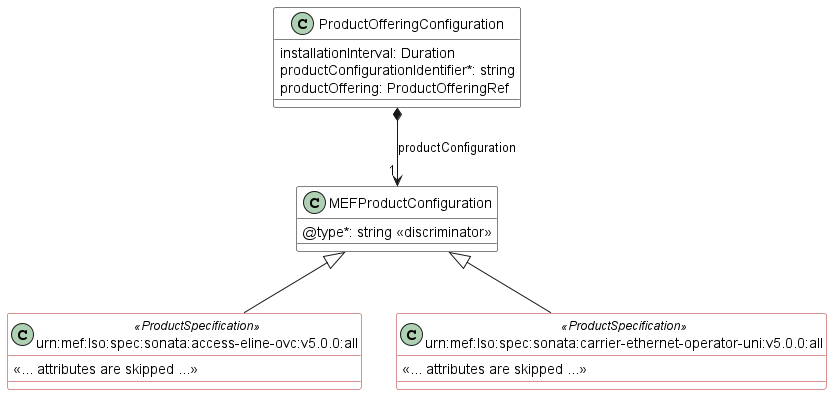 C ProductOfferingConfiguration
installationInterval: Duration
productConfigurationIdentifier*: string
productOffering: ProductOfferingRef
productConfiguration
1
C MEFProductConfiguration
@type*: string «discriminator»
«ProductSpecification»
C urn:mef:lso:spec:sonata:access-eline-ovc:v5.0.0:all
«... attributes are skipped ...»
«ProductSpecification»
C urn:mef:lso:spec:sonata:carrier-ethernet-operator-uni:v5.0.0:all
«... attributes are skipped ...»